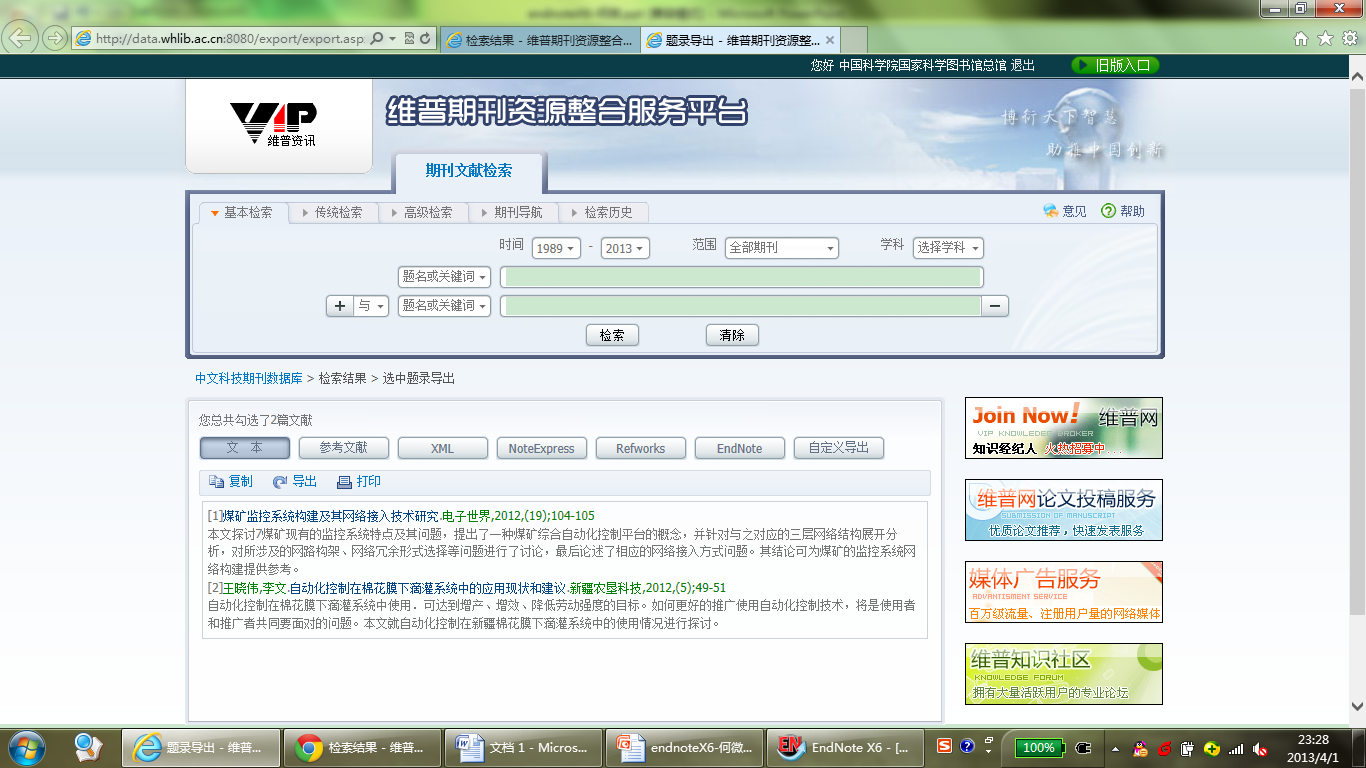 http://data.whlib.ac.cn:8080/export/export.asp
检索结果 - 维普期刊资源整合...
题录导出 - 维普期刊资源整...
您好 中国科学院国家科学图书馆总馆 退出
旧版入口
VIP
维普资讯
维普期刊资源整合服务平台
博衍天下智慧
助推中国创新
期刊文献检索
基本检索 传统检索 高级检索 期刊导航 检索历史 意见 帮助
时间 1989 - 2013 范围 全部期刊 学科 选择学科
题名或关键词
+ 与 题名或关键词 −
检索 清除
中文科技期刊数据库 > 检索结果 > 选中题录导出
您总共勾选了2篇文献
文 本 参考文献 XML NoteExpress Refworks EndNote 自定义导出
复制 导出 打印
[1]煤矿监控系统构建及其网络接入技术研究.电子世界,2012,(19);104-105
本文探讨7煤矿现有的监控系统特点及其问题，提出了一种煤矿综合自动化控制平台的概念，并针对与之对应的三层网络结构展开分
析，对所涉及的网路构架、网络冗余形式选择等问题进行了讨论，最后论述了相应的网络接入方式问题。其结论可为煤矿的监控系统网
络构建提供参考。
[2]王晓伟,李文.自动化控制在棉花膜下滴灌系统中的应用现状和建议.新疆农垦科技,2012,(5);49-51
自动化控制在棉花膜下滴灌系统中使用．可达到增产、增效、降低劳动强度的目标。如何更好的推广使用自动化控制技术，将是使用者
和推广者共同要面对的问题。本文就自动化控制在新疆棉花膜下滴灌系统中的使用情况进行探讨。
Join Now! 维普网
VIP KNOWLEDEF BROKER
知识经纪人 火热招募中...
维普网论文投稿服务
SUBMISSION OF MANUSCRIPT
优质论文推荐，快速发表服务
媒体广告服务
ADVANTISMENT SERVICE
百万级流量、注册用户量的网络媒体
维普知识社区
KNOWLEDGE FORUM
拥有大量活跃用户的专业论坛
题录导出 - 维普... 检索结果 - 维普... 文档 1 - Micros... endnoteX6-何微... EndNote X6 - [... 100% 23:28
2013/4/1